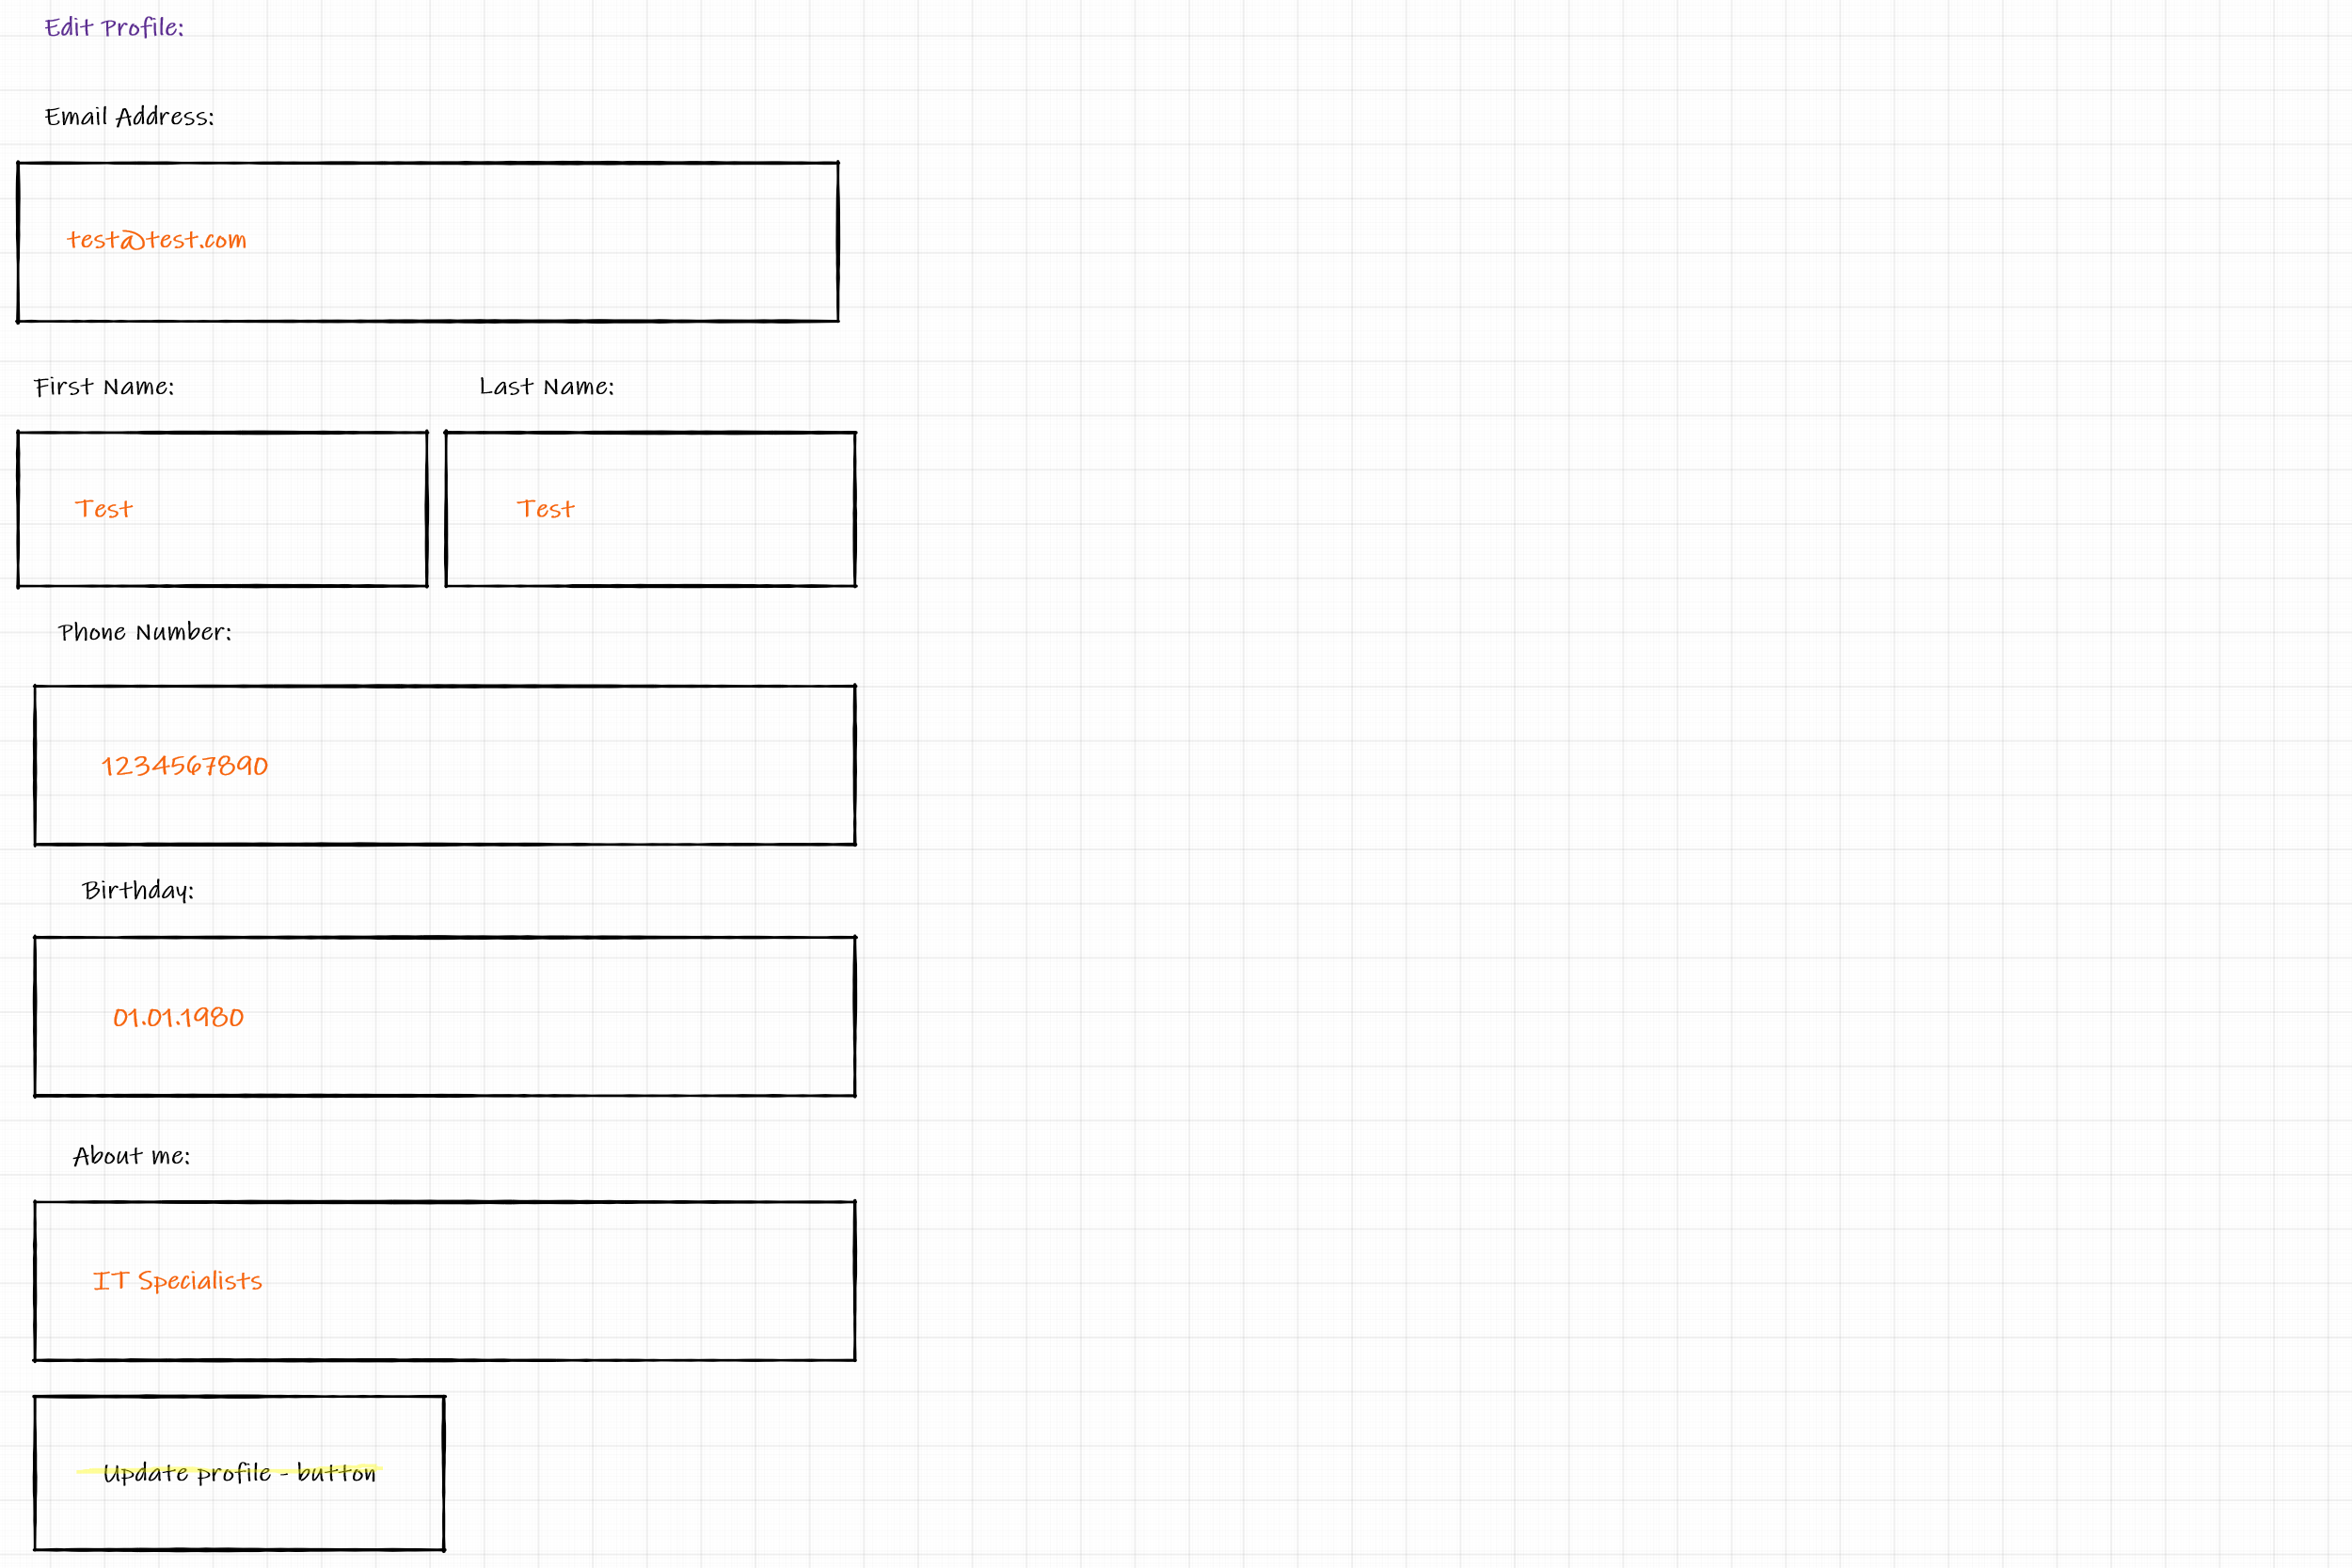 Edit Profile:
Email Address:
test@test.com
First Name: Last Name:
Test Test
Phone Number:
1234567890
Birthday:
01.01.1980
About me:
IT Specialists
Update profile - button